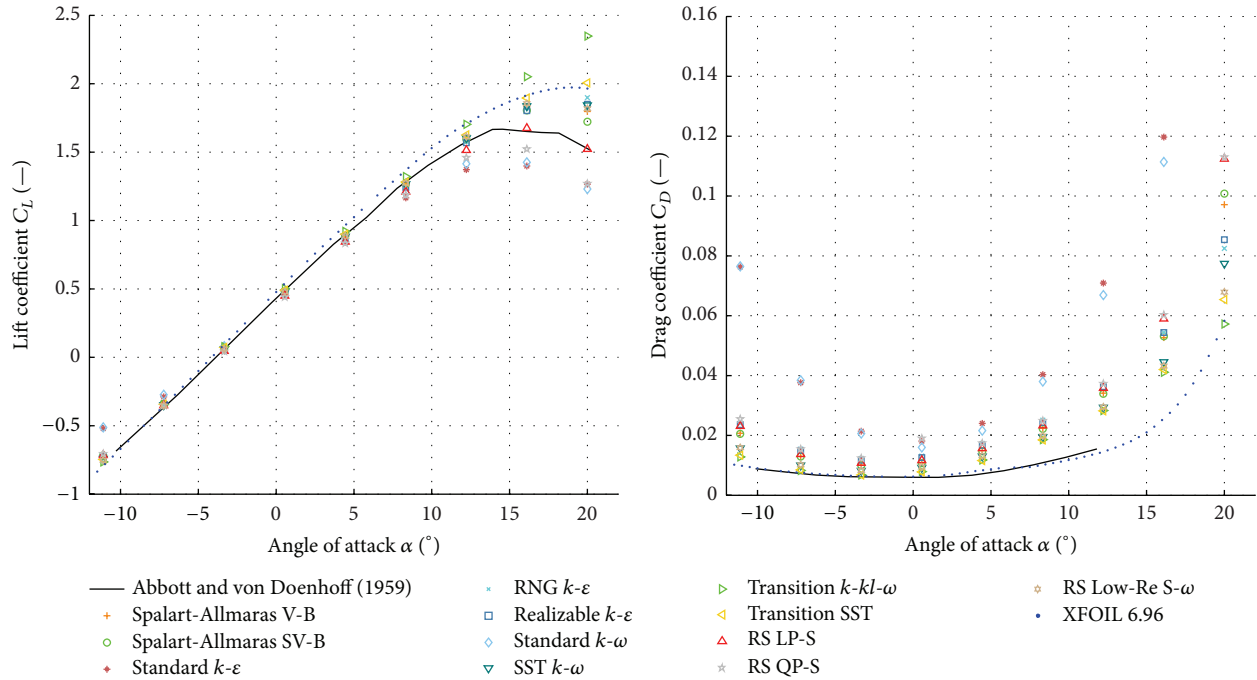 2.5
2
1.5
1
0.5
0
−0.5
−1
Lift coefficient C_L (—)
−10 −5 0 5 10 15 20
Angle of attack α (°)
0.16
0.14
0.12
0.1
0.08
0.06
0.04
0.02
0
Drag coefficient C_D (—)
−10 −5 0 5 10 15 20
Angle of attack α (°)
Abbott and von Doenhoff (1959)
Spalart-Allmaras V-B
Spalart-Allmaras SV-B
Standard k-ε
RNG k-ε
Realizable k-ε
Standard k-ω
SST k-ω
Transition k-kl-ω
Transition SST
RS LP-S
RS QP-S
RS Low-Re S-ω
XFOIL 6.96